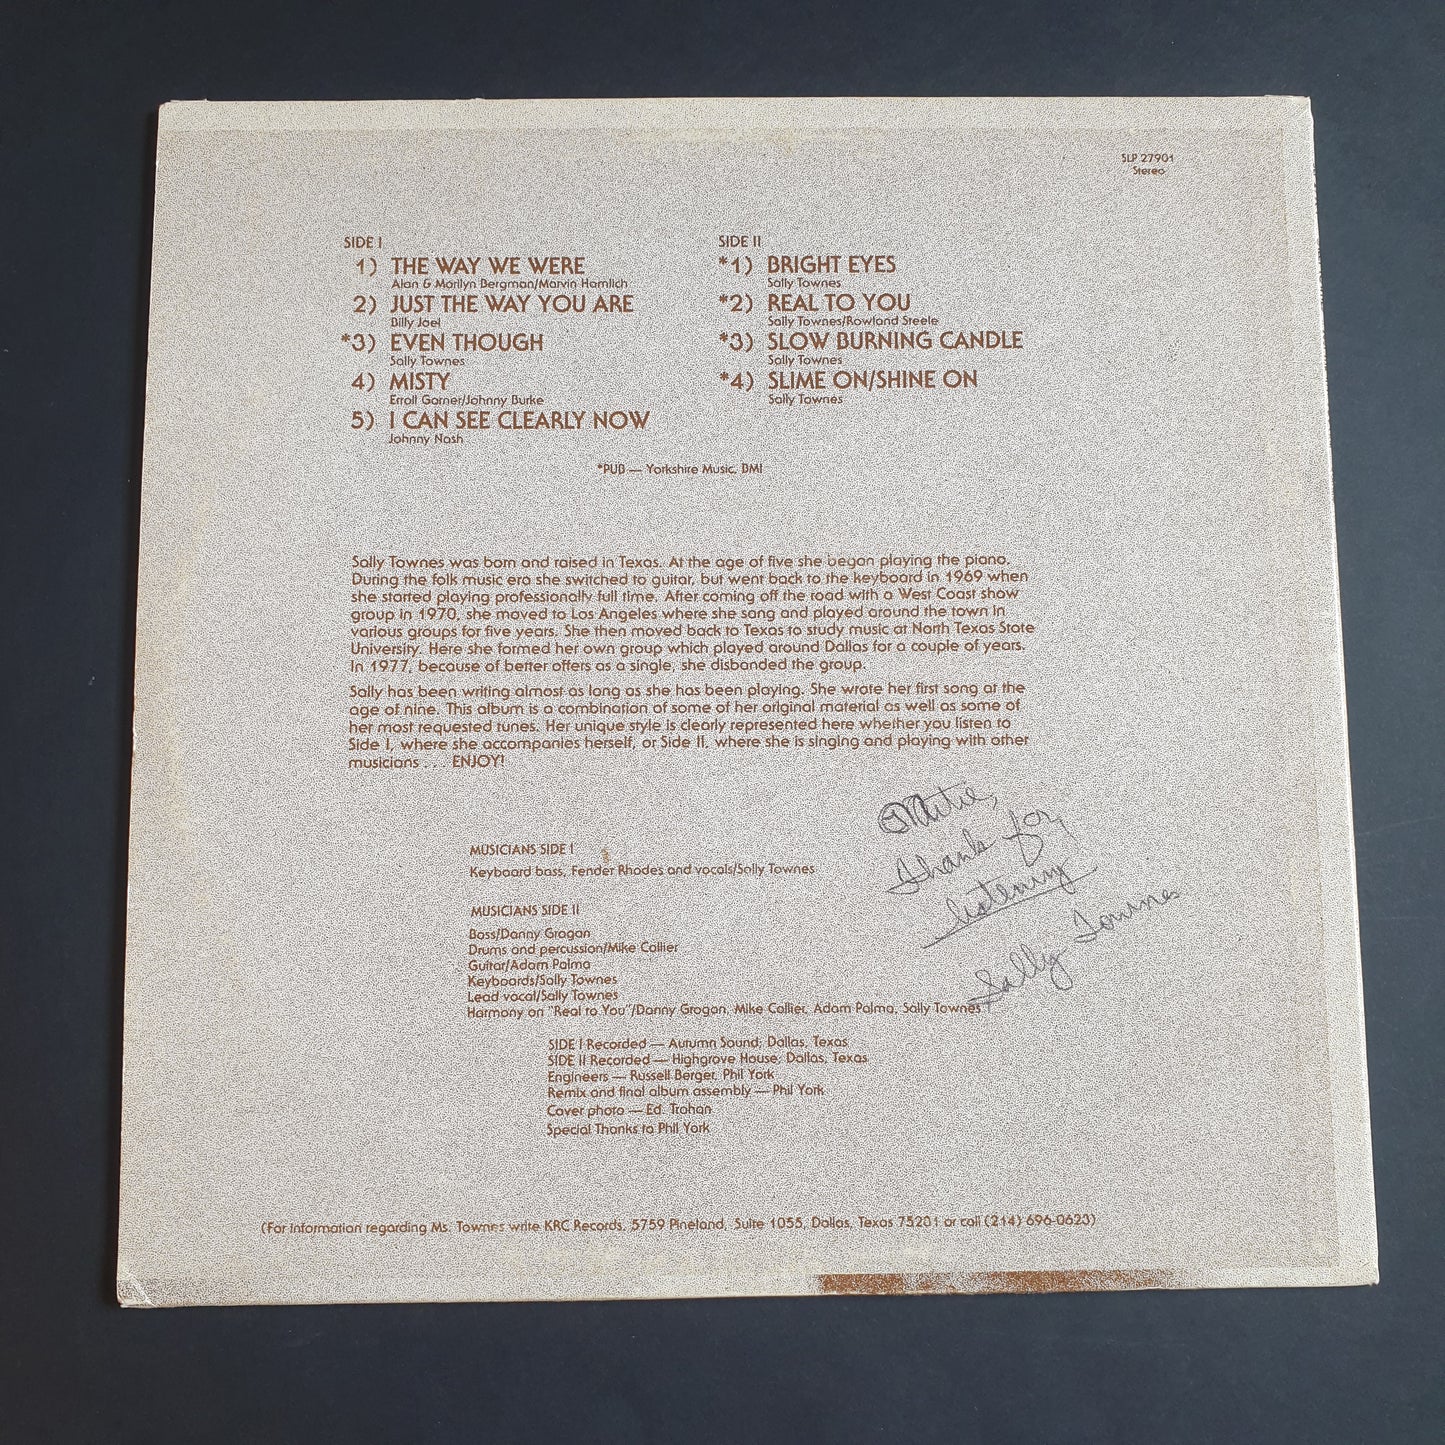 SLP 27901
Stereo
SIDE I
1) THE WAY WE WERE
Alan & Marilyn Bergman/Marvin Hamlich
2) JUST THE WAY YOU ARE
Billy Joel
*3) EVEN THOUGH
Sally Townes
4) MISTY
Erroll Garner/Johnny Burke
5) I CAN SEE CLEARLY NOW
Johnny Nash
SIDE II
*1) BRIGHT EYES
Sally Townes
*2) REAL TO YOU
Sally Townes/Rowland Steele
*3) SLOW BURNING CANDLE
Sally Townes
*4) SLIME ON/SHINE ON
Sally Townes
*PUB — Yorkshire Music, BMI
Sally Townes was born and raised in Texas. At the age of five she began playing the piano.
During the folk music era she switched to guitar, but went back to the keyboard in 1969 when
she started playing professionally full time. After coming off the road with a West Coast show
group in 1970, she moved to Los Angeles where she sang and played around the town in
various groups for five years. She then moved back to Texas to study music at North Texas State
University. Here she formed her own group which played around Dallas for a couple of years.
In 1977, because of better offers as a single, she disbanded the group.
Sally has been writing almost as long as she has been playing. She wrote her first song at the
age of nine. This album is a combination of some of her original material as well as some of
her most requested tunes. Her unique style is clearly represented here whether you listen to
Side I, where she accompanies herself, or Side II, where she is singing and playing with other
musicians . . . ENJOY!
thanks for
listening
Sally Townes
MUSICIANS SIDE I
Keyboard bass, Fender Rhodes and vocals/Sally Townes
MUSICIANS SIDE II
Bass/Danny Grogan
Drums and percussion/Mike Collier
Guitar/Adam Palma
Keyboards/Sally Townes
Lead vocal/Sally Townes
Harmony on "Real to You"/Danny Grogan, Mike Collier, Adam Palma, Sally Townes
SIDE I Recorded — Autumn Sound; Dallas, Texas
SIDE II Recorded — Highgrove House; Dallas, Texas
Engineers — Russell Berger, Phil York
Remix and final album assembly — Phil York
Cover photo — Ed. Trohan
Special Thanks to Phil York
(For information regarding Ms. Townes write KRC Records, 5759 Pineland, Suite 1055, Dallas, Texas 75231 or call (214) 696-0623)